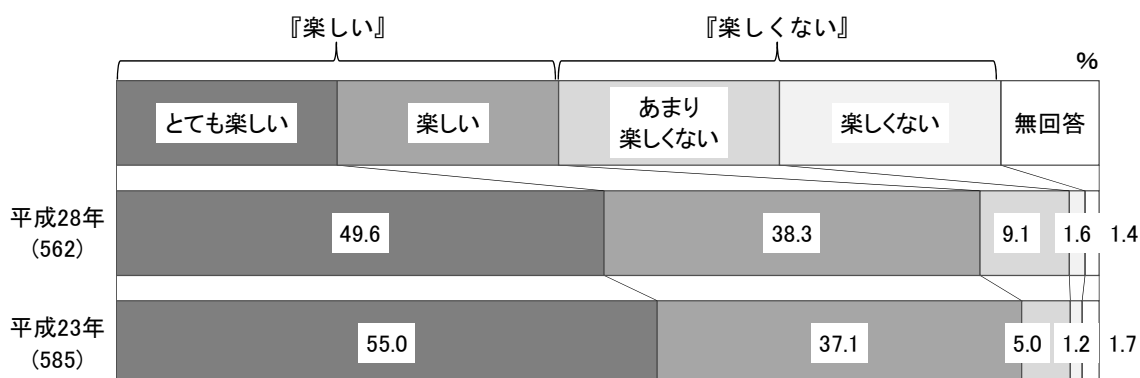 『楽しい』 『楽しくない』
%
とても楽しい 楽しい あまり 楽しくない 無回答
楽しくない
平成28年
(562)
49.6 38.3 9.1 1.6 1.4
平成23年
(585)
55.0 37.1 5.0 1.2 1.7